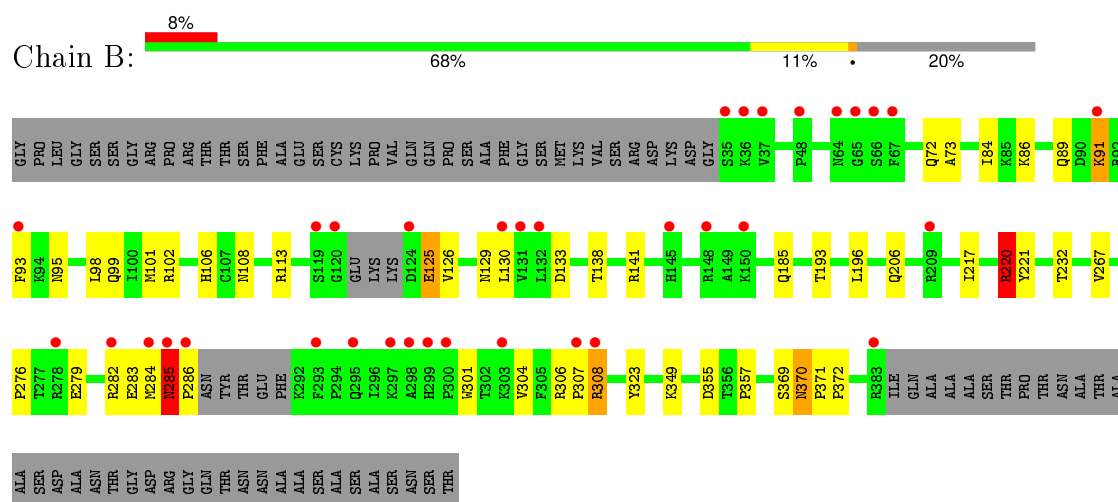 8%
Chain B:
68% 11% • 20%
GLY PRO LEU GLY SER SER GLY ARG PRO ARG THR THR SER PHE ALA GLU SER CYS LYS PRO VAL GLN GLN PRO SER ALA PHE GLY SER MET LYS VAL SER ARG ASP LYS ASP GLY S35 K36 V37 P48 N64 G65 S66 F67 Q72 A73 I84 K85 K86 Q89 D90 K91 R92
F93 K94 N95 L98 Q99 I100 M101 R102 H106 C107 N108 R113 S119 G120 GLU LYS LYS D124 E125 V126 N129 L130 V131 L132 D133 T138 R141 H145 R148 A149 K150 Q185 T193 L196 Q206 R209 I217 R220 Y221 T232 V267
P276 T277 R278 E279 R282 E283 M284 N285 P286 ASN TYR THR ASN GLU PHE K292 F293 P294 Q295 I296 K297 A298 H299 P300 W301 T302 K303 V304 F305 R306 P307 R308 Y323 K349 D355 T356 P357 S369 N370 P371 P372 R383 ILE GLN ALA ALA ALA SER THR PRO THR ASN ALA THR ALA
ALA SER ASP ALA ASN THR GLY ASP ARG GLY GLN THR ASN ASN ALA ALA SER ALA SER ILE ALA SER ASN SER THR